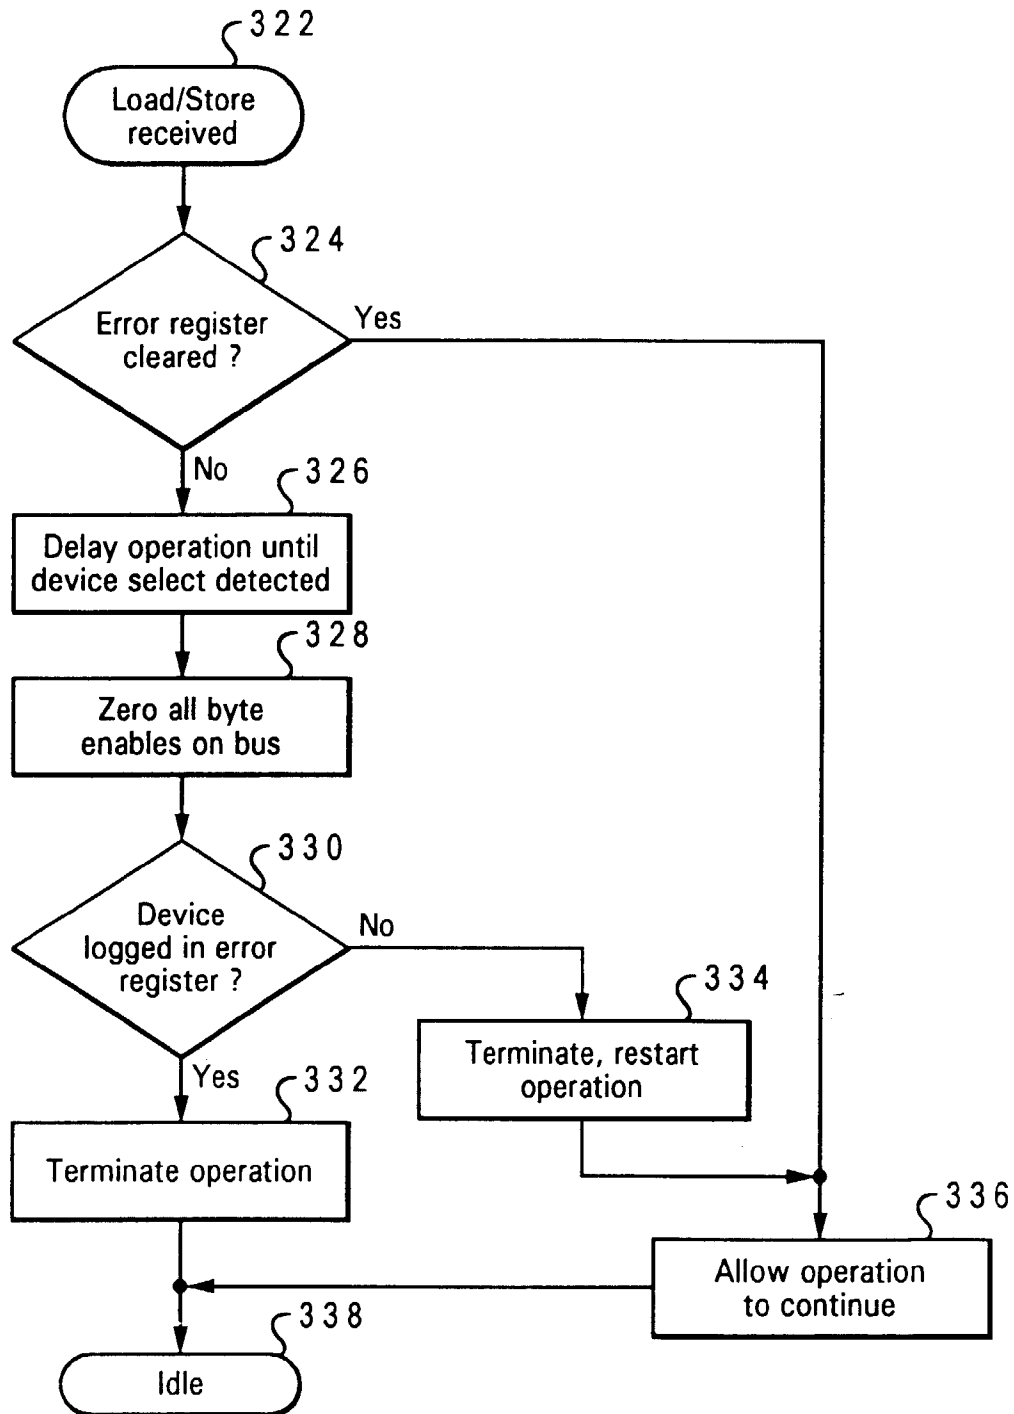 322
Load/Store
received
324
Error register
cleared ?
Yes
No
326
Delay operation until
device select detected
328
Zero all byte
enables on bus
330
Device
logged in error
register ?
No
334
Terminate, restart
operation
Yes
332
Terminate operation
336
Allow operation
to continue
338
Idle